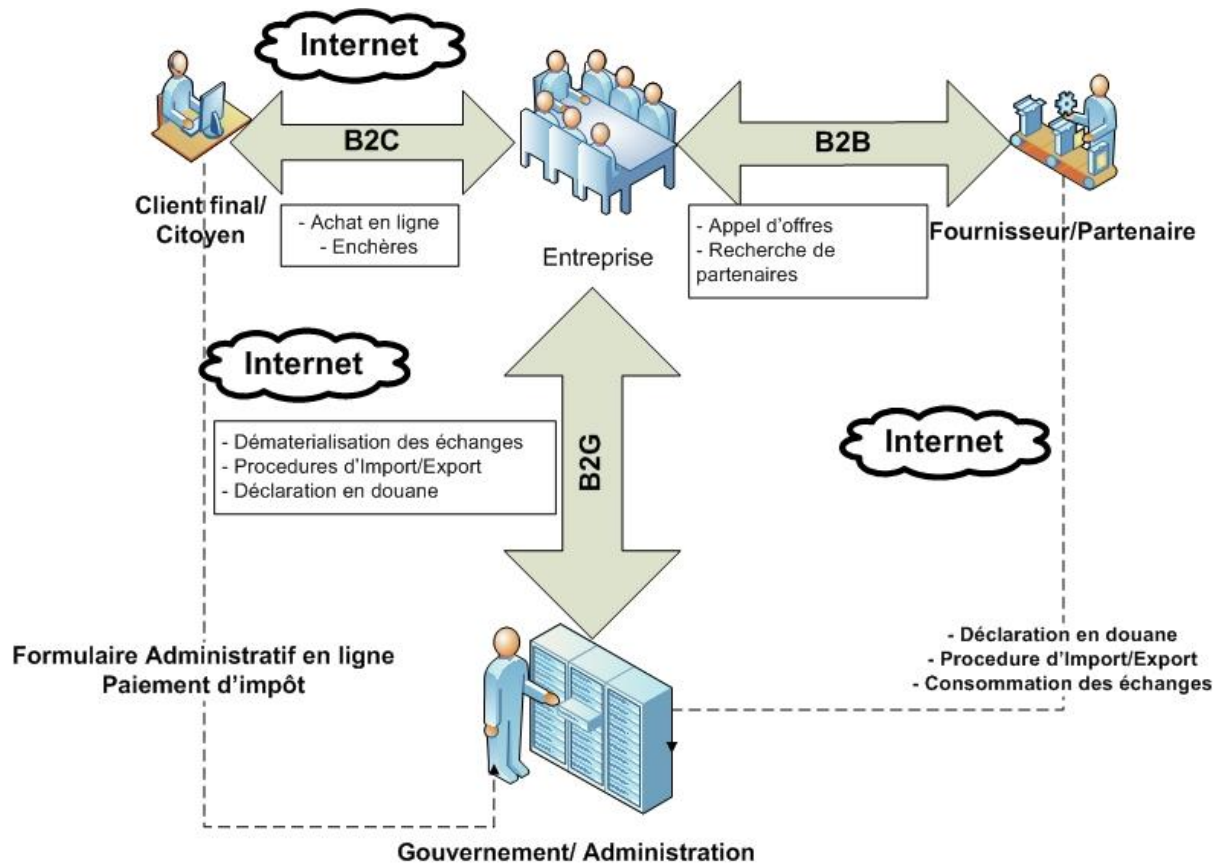 Internet
B2C
B2B
Client final/
Citoyen
- Achat en ligne
- Enchères
Entreprise
- Appel d'offres
- Recherche de
partenaires
Fournisseur/Partenaire
Internet
- Dématerialisation des échanges
- Procedures d'Import/Export
- Déclaration en douane
B2G
Internet
Formulaire Administratif en ligne
Paiement d'impôt
- Déclaration en douane
- Procedure d'Import/Export
- Consommation des échanges
Gouvernement/ Administration